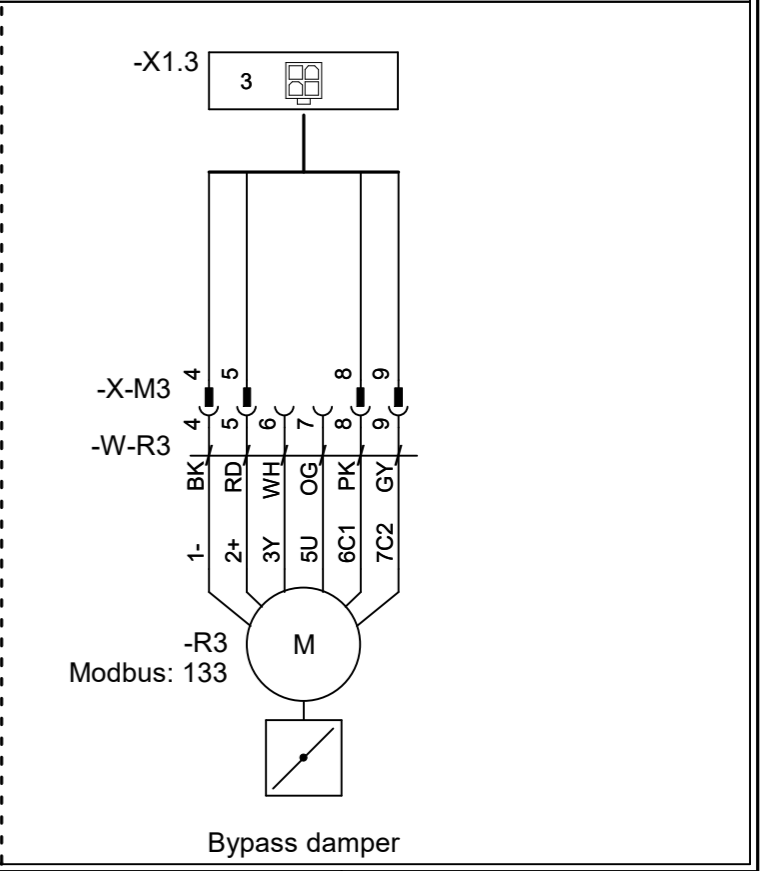 -X1.3
3
4 5 8 9
-X-M3
4 5 6 7 8 9
-W-R3
BK RD WH OG PK GY
1- 2+ 3Y 5U 6C1 7C2
-R3
M
Modbus: 133
Bypass damper